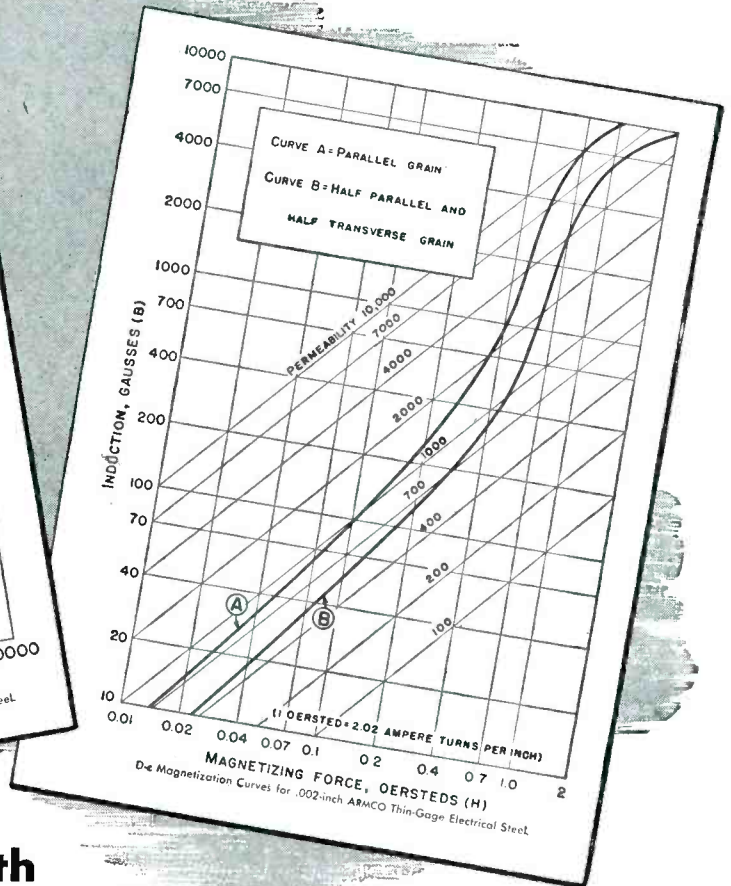 10000
7000
4000
2000
1000
700
400
200
100
70
40
20
10
INDUCTION, GAUSSES (B)
CURVE A=PARALLEL GRAIN
CURVE B=HALF PARALLEL AND
HALF TRANSVERSE GRAIN
PERMEABILITY 10,000
7000
4000
2000
1000
700
400
200
100
A
B
(1 OERSTED=2.02 AMPERE TURNS PER INCH)
0.01
0.02
0.04
0.07
0.1
0.2
0.4
0.7
1.0
2
MAGNETIZING FORCE, OERSTEDS (H)
D-c Magnetization Curves for .002-inch ARMCO Thin-Gage Electrical Steel.
0000
eel.
th